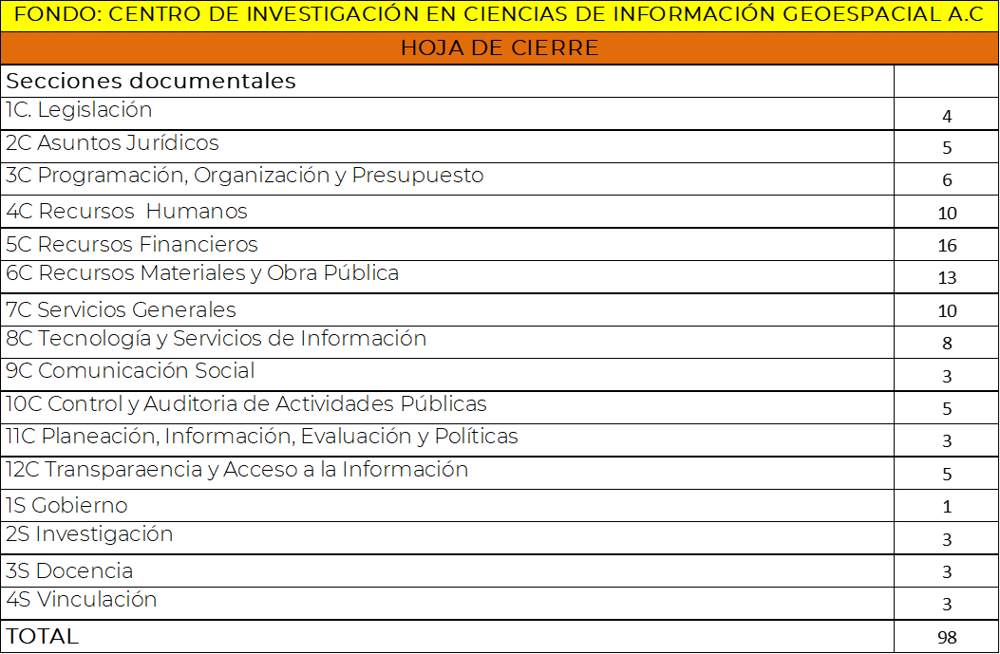 FONDO: CENTRO DE INVESTIGACIÓN EN CIENCIAS DE INFORMACIÓN GEOESPACIAL A.C
HOJA DE CIERRE
Secciones documentales
1C. Legislación 4
2C Asuntos Jurídicos 5
3C Programación, Organización y Presupuesto 6
4C Recursos  Humanos 10
5C Recursos Financieros 16
6C Recursos Materiales y Obra Pública 13
7C Servicios Generales 10
8C Tecnología y Servicios de Información 8
9C Comunicación Social 3
10C Control y Auditoria de Actividades Públicas 5
11C Planeación, Información, Evaluación y Políticas 3
12C Transparaencia y Acceso a la Información 5
1S Gobierno 1
2S Investigación 3
3S Docencia 3
4S Vinculación 3
TOTAL 98